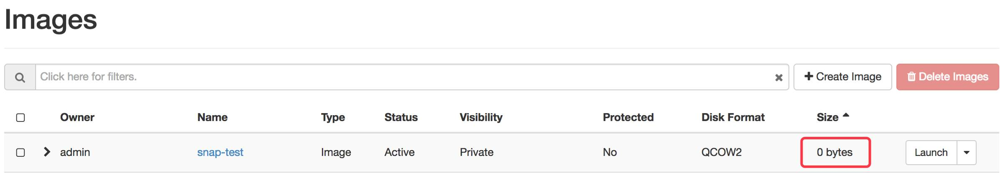 Images
Click here for filters.
Create Image
Delete Images
Owner Name Type Status Visibility Protected Disk Format Size
admin snap-test Image Active Private No QCOW2 0 bytes Launch